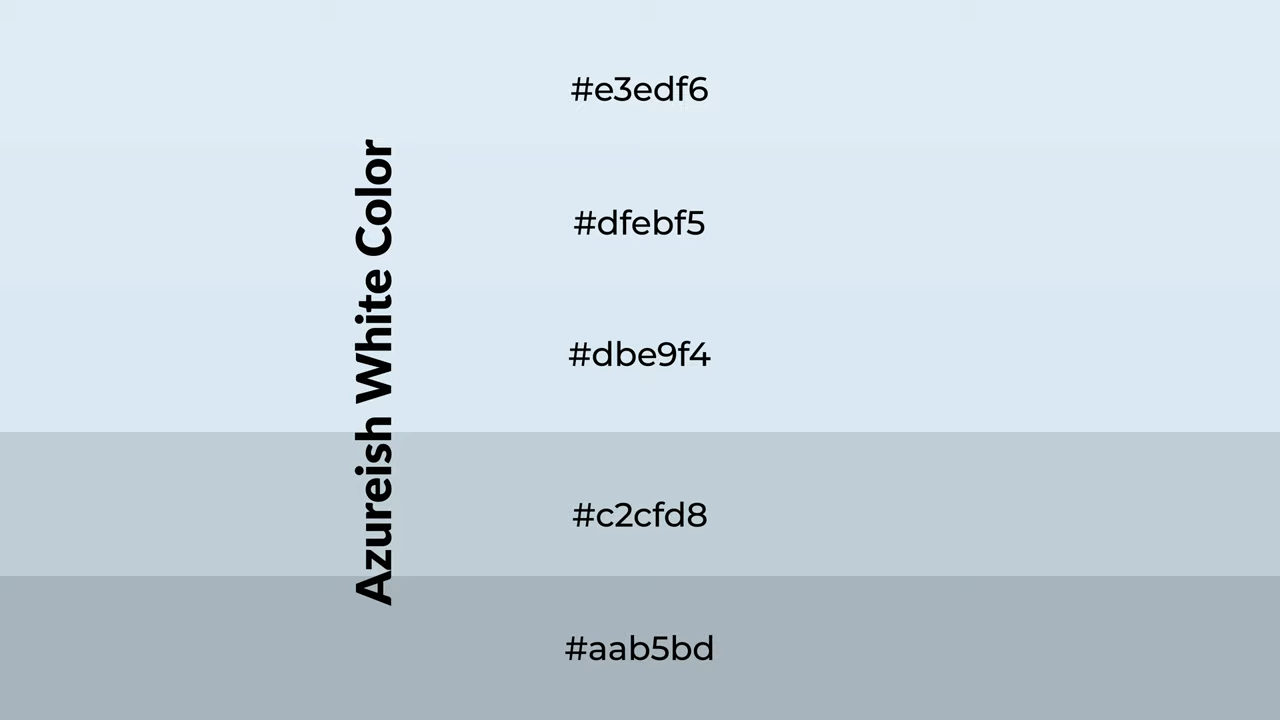 Azureish White Color
#e3edf6
#dfebf5
#dbe9f4
#c2cfd8
#aab5bd